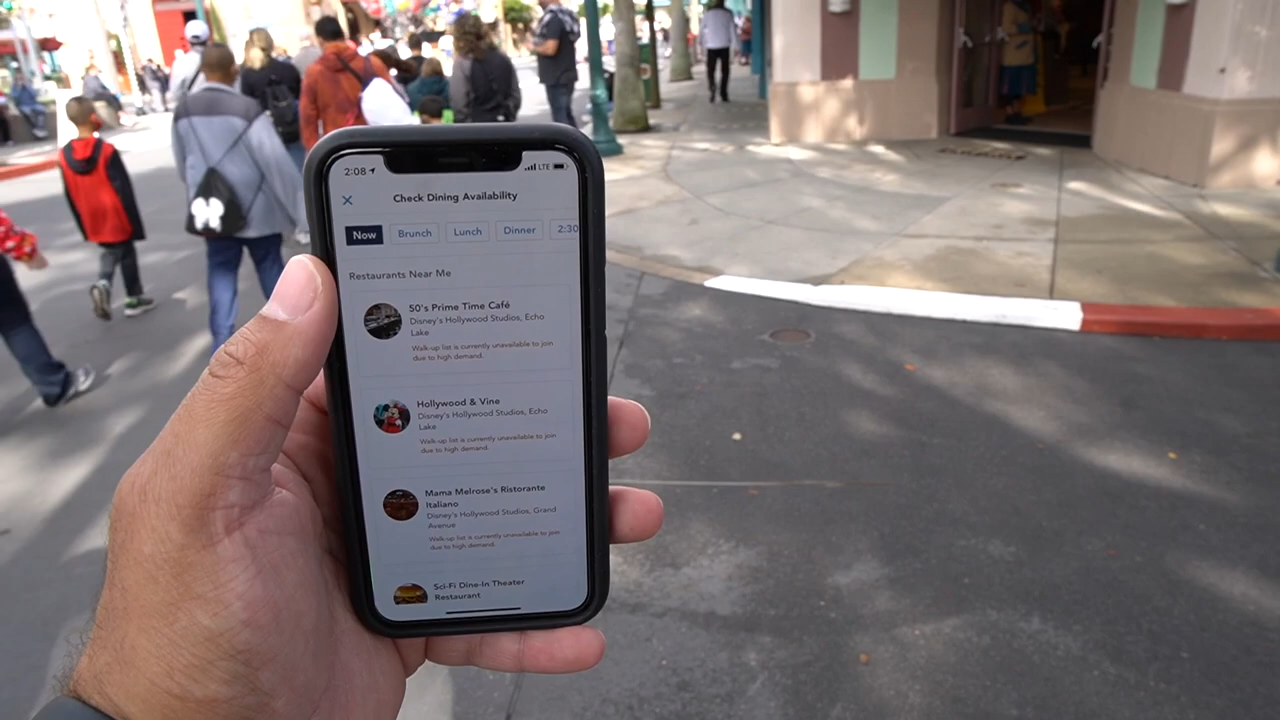 2:08
LTE
Check Dining Availability
Now
Brunch
Lunch
Dinner
2:30
Restaurants Near Me
50's Prime Time Café
Disney's Hollywood Studios, Echo
Lake
Walk-up list is currently unavailable to join
due to high demand.
Hollywood & Vine
Disney's Hollywood Studios, Echo
Lake
Walk-up list is currently unavailable to join
due to high demand.
Mama Melrose's Ristorante
Italiano
Disney's Hollywood Studios, Grand
Avenue
Walk-up list is currently unavailable to join
due to high demand.
Sci-Fi Dine-In Theater
Restaurant